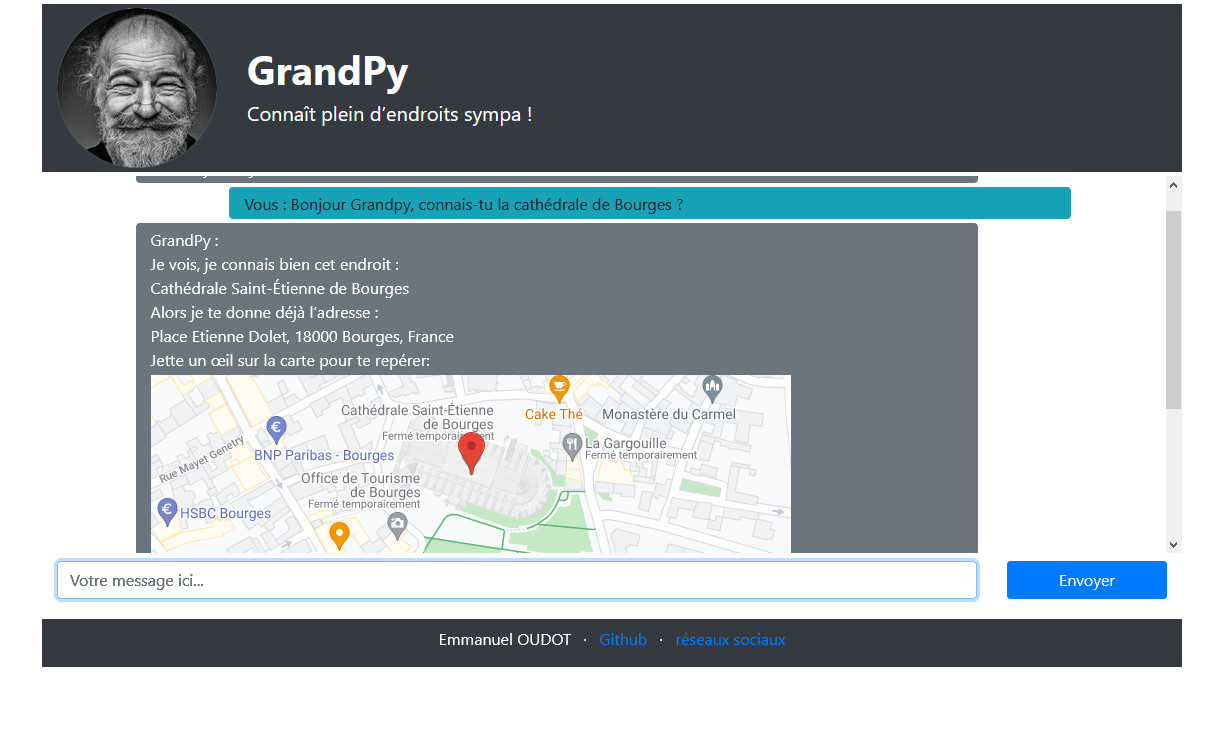 GrandPy
Connaît plein d’endroits sympa !
Vous : Bonjour Grandpy, connais-tu la cathédrale de Bourges ?
GrandPy :
Je vois, je connais bien cet endroit :
Cathédrale Saint-Étienne de Bourges
Alors je te donne déjà l’adresse :
Place Etienne Dolet, 18000 Bourges, France
Jette un œil sur la carte pour te repérer:
Cathédrale Saint-Étienne
de Bourges
Fermé temporairement
Cake Thé
Monastère du Carmel
La Gargouille
Fermé temporairement
Rue Mayet Genetry
BNP Paribas - Bourges
Office de Tourisme
de Bourges
Fermé temporairement
HSBC Bourges
Votre message ici...
Envoyer
Emmanuel OUDOT · Github · réseaux sociaux